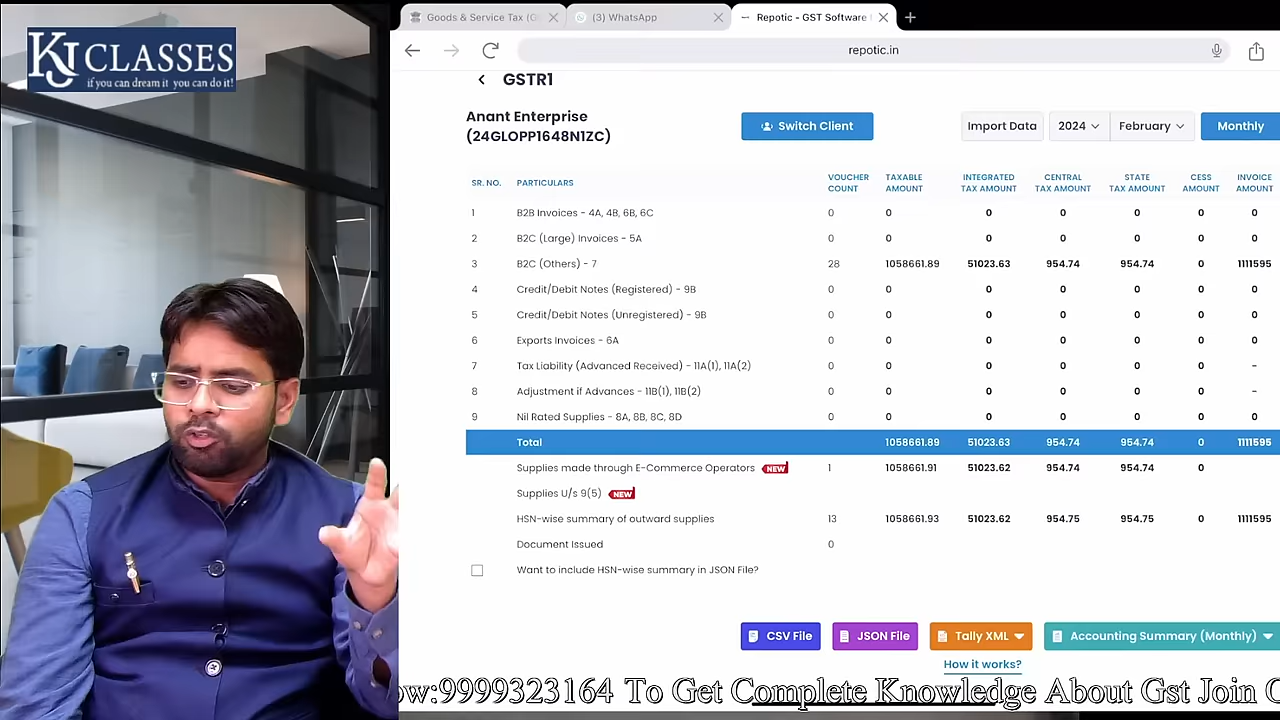 KJ CLASSES
if you can dream it you can do it!
Goods & Service Tax (
(3) WhatsApp
Repotic - GST Software
repotic.in
GSTR1
Anant Enterprise
(24GLOPP1648N1ZC)
Switch Client
Import Data
2024
February
Monthly
SR. NO. PARTICULARS VOUCHER COUNT TAXABLE AMOUNT INTEGRATED TAX AMOUNT CENTRAL TAX AMOUNT STATE TAX AMOUNT CESS AMOUNT INVOICE AMOUNT
1 B2B Invoices - 4A, 4B, 6B, 6C 0 0 0 0 0 0 0
2 B2C (Large) Invoices - 5A 0 0 0 0 0 0 0
3 B2C (Others) - 7 28 1058661.89 51023.63 954.74 954.74 0 1111595
4 Credit/Debit Notes (Registered) - 9B 0 0 0 0 0 0 0
5 Credit/Debit Notes (Unregistered) - 9B 0 0 0 0 0 0 0
6 Exports Invoices - 6A 0 0 0 0 0 0 0
7 Tax Liability (Advanced Received) - 11A(1), 11A(2) 0 0 0 0 0 0 -
8 Adjustment if Advances - 11B(1), 11B(2) 0 0 0 0 0 0 -
9 Nil Rated Supplies - 8A, 8B, 8C, 8D 0 0 0 0 0 0 0
Total 1058661.89 51023.63 954.74 954.74 0 1111595
Supplies made through E-Commerce Operators NEW 1 1058661.91 51023.62 954.74 954.74 0
Supplies U/s 9(5) NEW
HSN-wise summary of outward supplies 13 1058661.93 51023.62 954.75 954.75 0 1111595
Document Issued 0
Want to include HSN-wise summary in JSON File?
CSV File
JSON File
Tally XML
Accounting Summary (Monthly)
How it works?
ow:9999323164 To Get Complete Knowledge About Gst Join